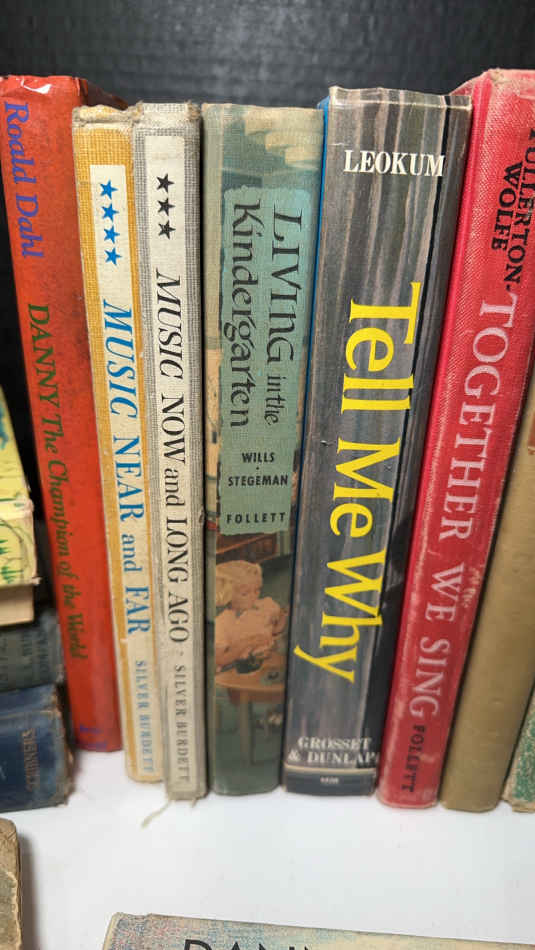 Roald Dahl
DANNY The Champion of the World
★★★★
MUSIC NEAR and FAR
SILVER BURDETT
★★★
MUSIC NOW and LONG AGO
SILVER BURDETT
LIVING in the
Kindergarten
WILLS
·
STEGEMAN
FOLLETT
LEOKUM
Tell Me Why
GROSSET
& DUNLAP
FULLERTON-
WOLFE
TOGETHER WE SING
FOLLETT